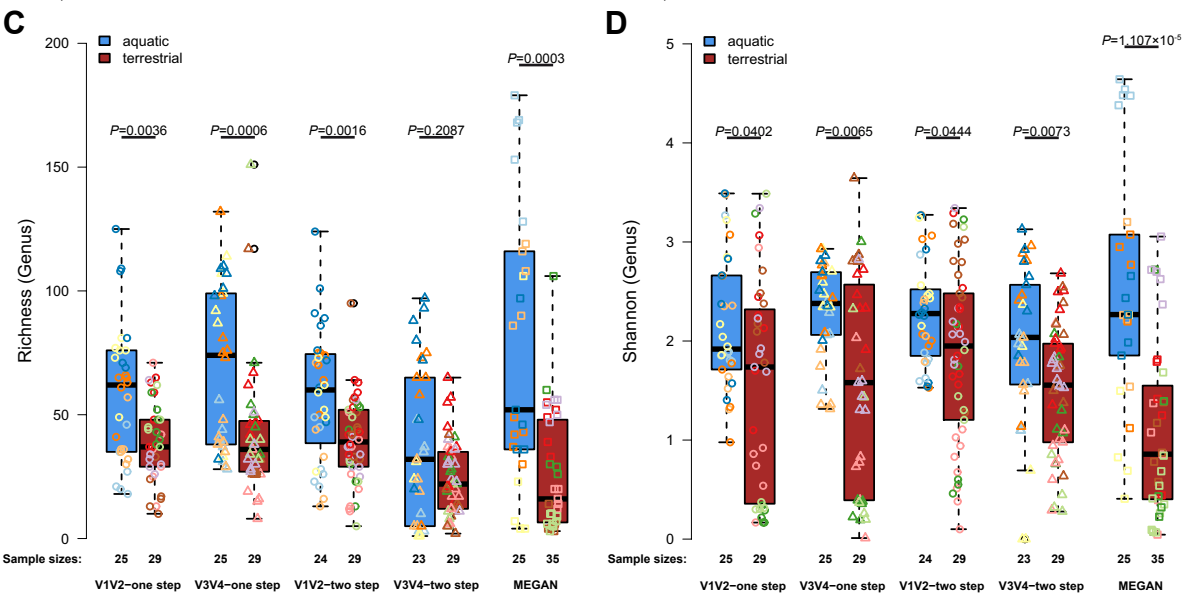 C
200
150
100
50
0
Richness (Genus)
aquatic
terrestrial
P=0.0036
P=0.0006
P=0.0016
P=0.2087
P=0.0003
Sample sizes: 25 29 25 29 24 29 23 29 25 35
V1V2−one step V3V4−one step V1V2−two step V3V4−two step MEGAN
D
5
4
3
2
1
0
Shannon (Genus)
aquatic
terrestrial
P=0.0402
P=0.0065
P=0.0444
P=0.0073
P=1.107×10⁻⁵
Sample sizes: 25 29 25 29 24 29 23 29 25 35
V1V2−one step V3V4−one step V1V2−two step V3V4−two step MEGAN